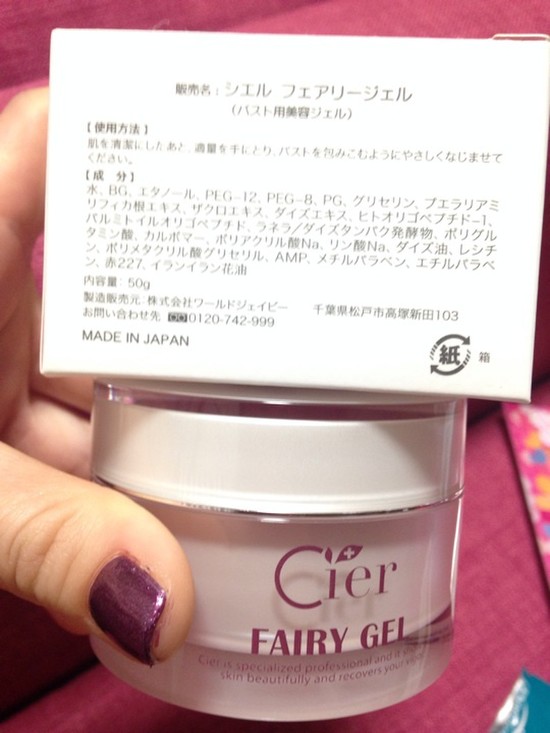 販売名：シエル フェアリージェル
（バスト用美容ジェル）
【使用方法】
肌を清潔にしたあと、適量を手にとり、バストを包みこむようにやさしくなじませて
ください。
【成　分】
水、BG、エタノール、PEG-12、PEG-8、PG、グリセリン、プエラリアミ
リフィカ根エキス、ザクロエキス、ダイズエキス、ヒトオリゴペプチド-1、
パルミトイルオリゴペプチド、ラネラ/ダイズタンパク発酵物、ポリグル
タミン酸、カルボマー、ポリアクリル酸Na、リン酸Na、ダイズ油、レシチ
ン、ポリメタクリル酸グリセリル、AMP、メチルパラベン、エチルパラベ
ン、赤227、イランイラン花油
内容量：50g
製造販売元：株式会社ワールドジェイビー　千葉県松戸市高塚新田103
お問い合わせ先 0120-742-999
MADE IN JAPAN
紙 箱
Cier
FAIRY GEL
Cier is specialized professional and it
skin beautifully and recovers your